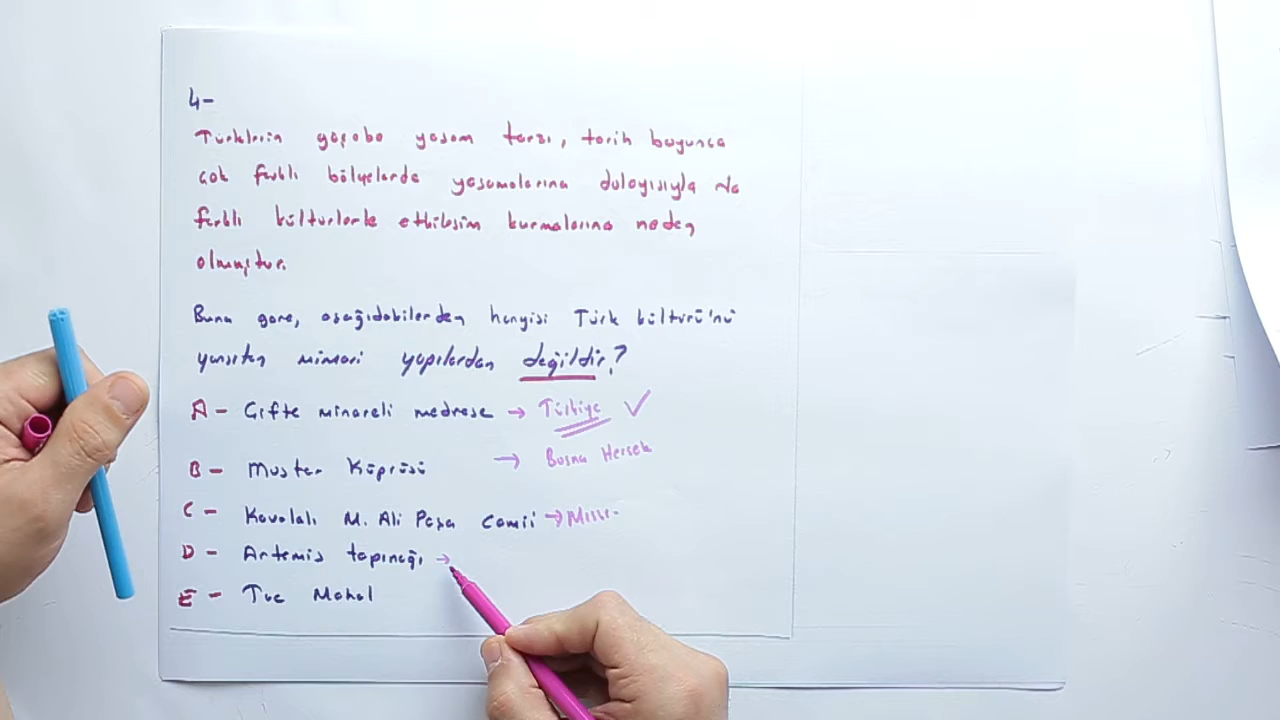 4-
Türklerin göçebe yaşam tarzı, tarih boyunca
çok farklı bölgelerde yaşamalarına dolayısıyla da
farklı kültürlerle etkileşim kurmalarına neden
olmuştur.
Buna göre, aşağıdakilerden hangisi Türk kültürü'nü
yansıtan mimari yapılardan değildir?
A- Çifte minareli medrese → Türkiye ✓
B- Mostar Köprüsü → Bosna Hersek
C- Kavalalı M. Ali Paşa Camii → Mısır
D- Artemis tapınağı →
E- Tac Mahal